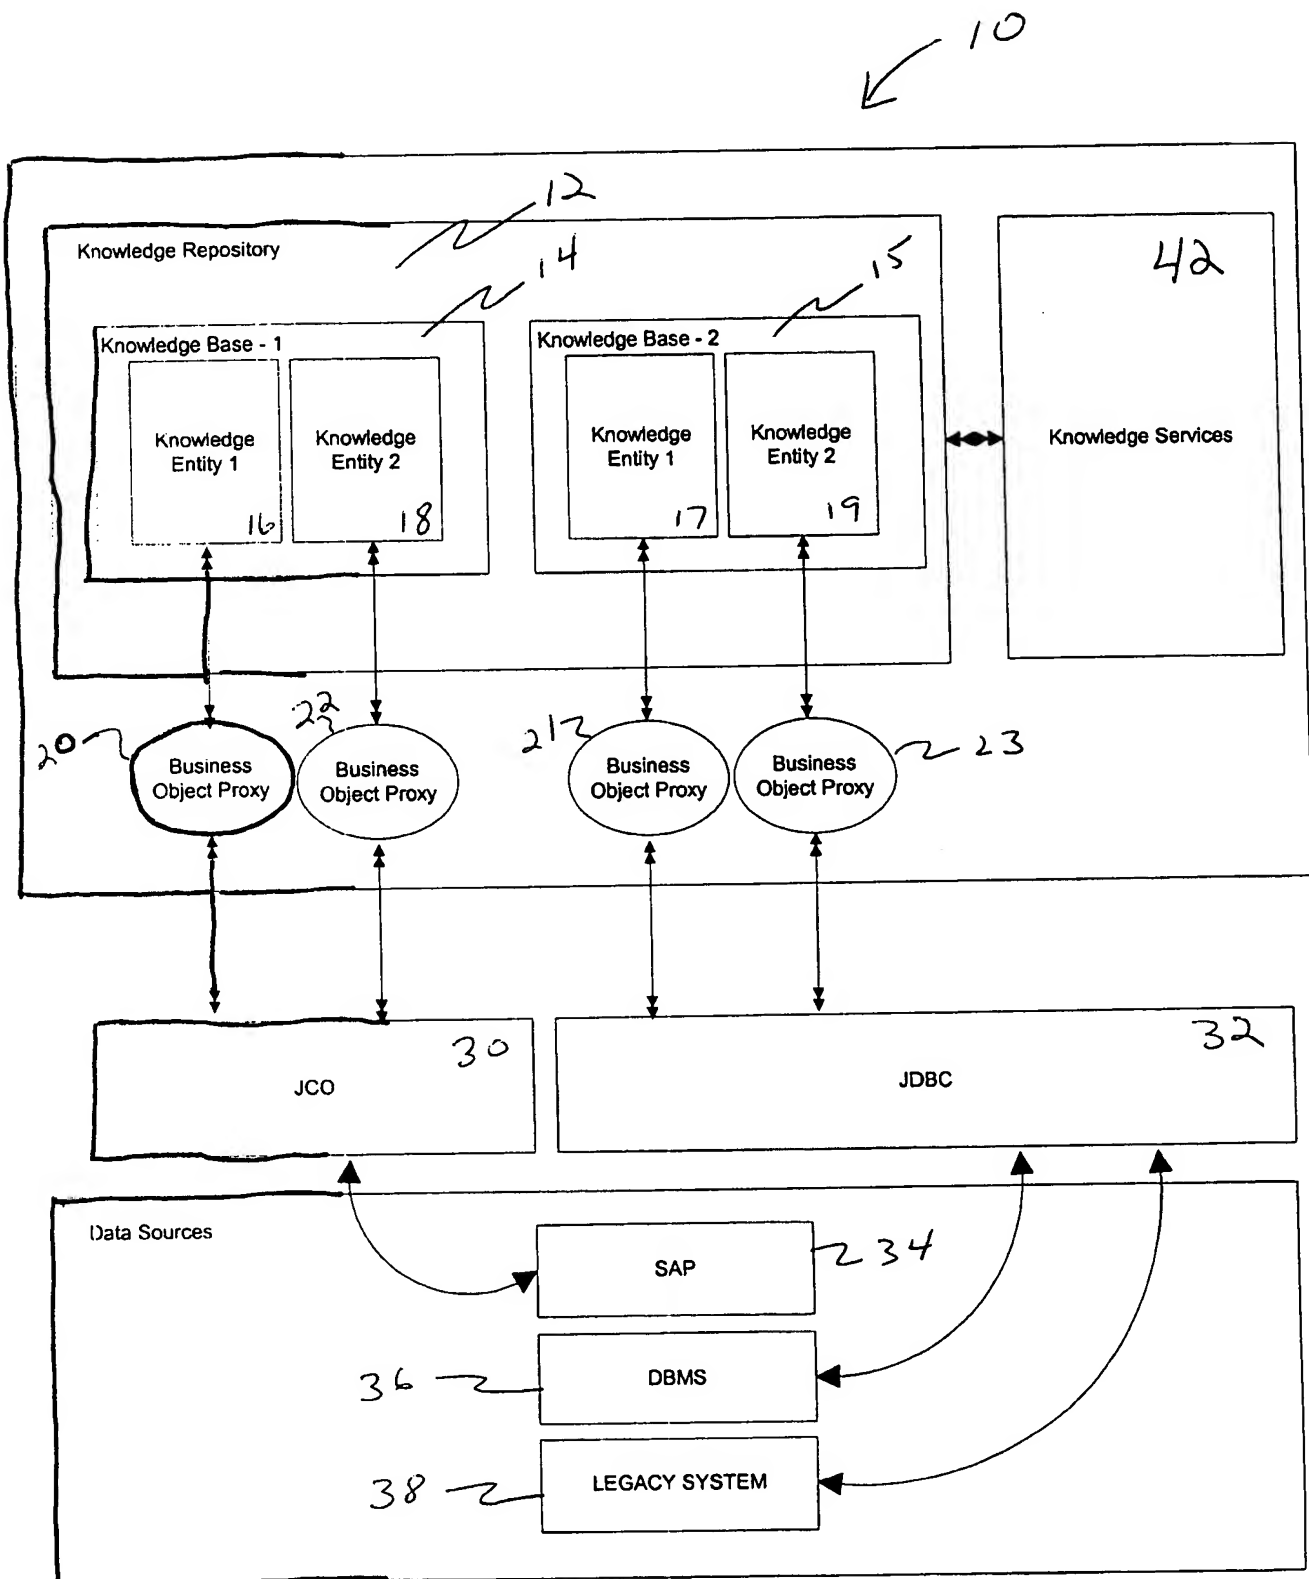 10
12
Knowledge Repository
14
15
42
Knowledge Base - 1
Knowledge Base - 2
Knowledge
Entity 1
16
Knowledge
Entity 2
18
Knowledge
Entity 1
17
Knowledge
Entity 2
19
Knowledge Services
20
22
21
23
Business
Object Proxy
Business
Object Proxy
Business
Object Proxy
Business
Object Proxy
30
JCO
32
JDBC
Data Sources
SAP
34
36
DBMS
38
LEGACY SYSTEM